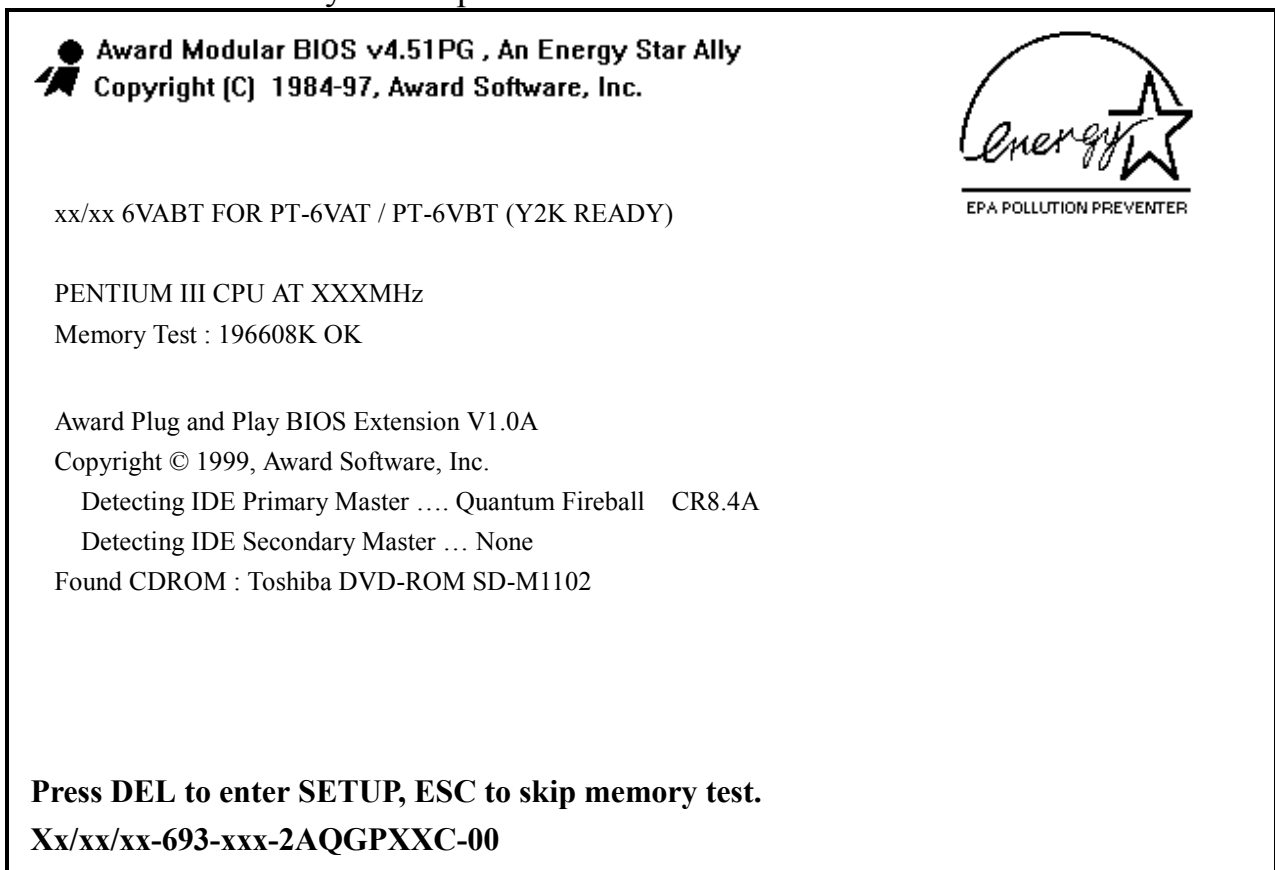 Award Modular BIOS v4.51PG , An Energy Star Ally
Copyright (C) 1984-97, Award Software, Inc.
energy
EPA POLLUTION PREVENTER
xx/xx 6VABT FOR PT-6VAT / PT-6VBT (Y2K READY)
PENTIUM III CPU AT XXXMHz
Memory Test : 196608K OK
Award Plug and Play BIOS Extension V1.0A
Copyright © 1999, Award Software, Inc.
Detecting IDE Primary Master …. Quantum Fireball CR8.4A
Detecting IDE Secondary Master … None
Found CDROM : Toshiba DVD-ROM SD-M1102
Press DEL to enter SETUP, ESC to skip memory test.
Xx/xx/xx-693-xxx-2AQGPXXC-00